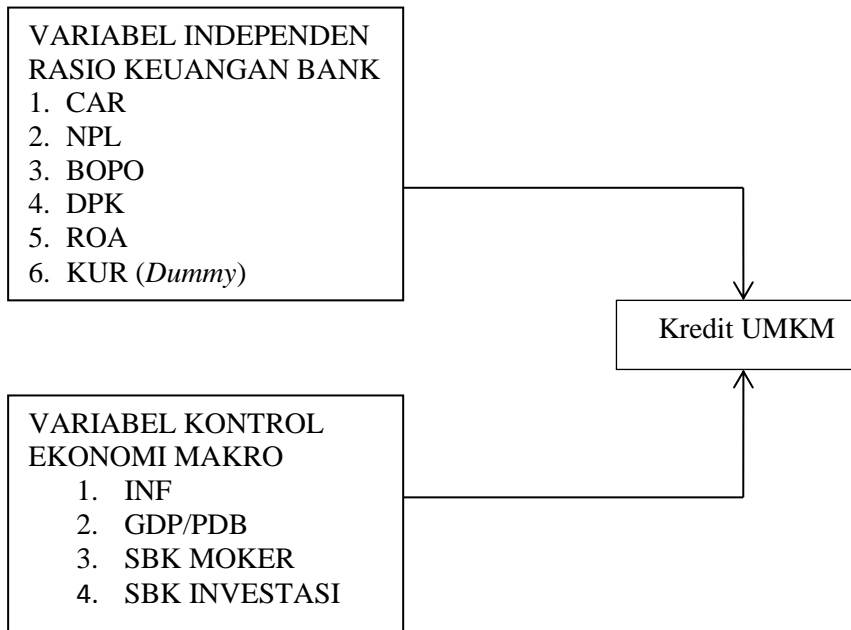 VARIABEL INDEPENDEN
RASIO KEUANGAN BANK
1. CAR
2. NPL
3. BOPO
4. DPK
5. ROA
6. KUR (Dummy)
Kredit UMKM
VARIABEL KONTROL
EKONOMI MAKRO
1. INF
2. GDP/PDB
3. SBK MOKER
4. SBK INVESTASI